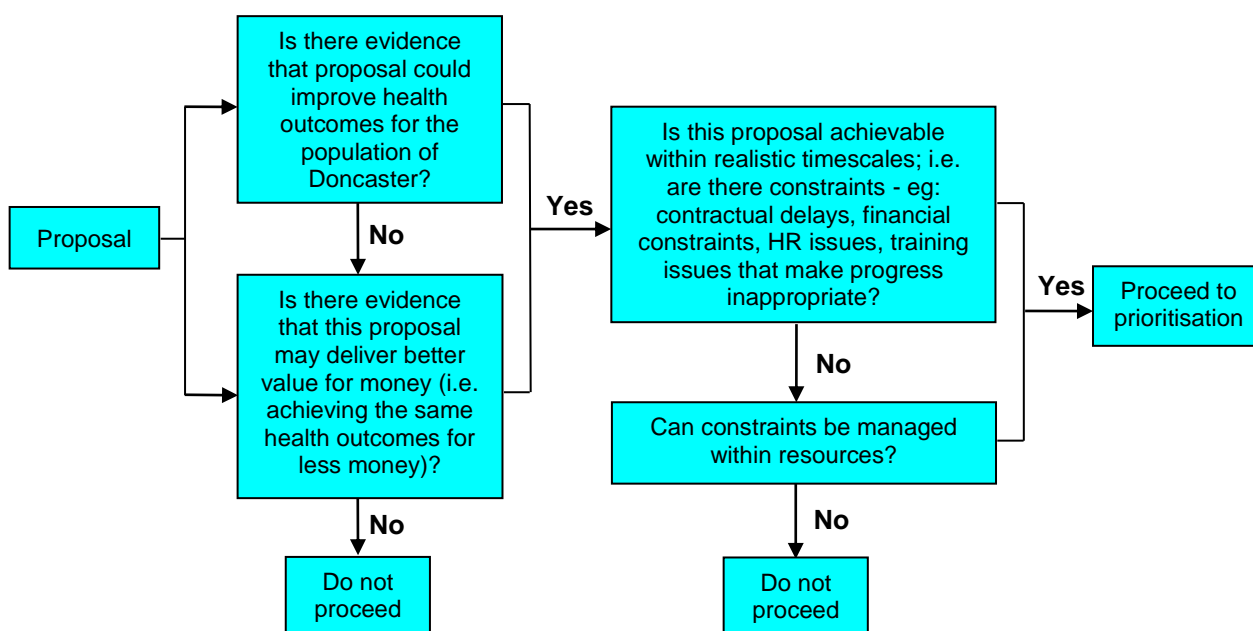 Proposal
Is there evidence
that proposal could
improve health
outcomes for the
population of
Doncaster?
No
Is there evidence
that this proposal
may deliver better
value for money (i.e.
achieving the same
health outcomes for
less money)?
No
Do not
proceed
Yes
Is this proposal achievable
within realistic timescales; i.e.
are there constraints - eg:
contractual delays, financial
constraints, HR issues, training
issues that make progress
inappropriate?
No
Can constraints be managed
within resources?
No
Do not
proceed
Yes
Proceed to
prioritisation